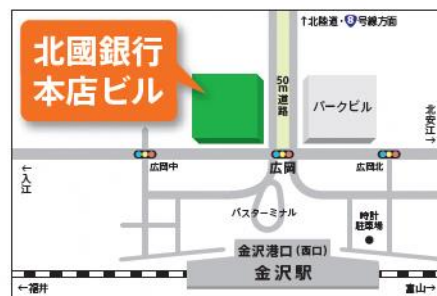 ↑北陸道・8号線方面
北國銀行
本店ビル
50m道路
パークビル
北安江→
←入江
広岡中
広岡
広岡北
バスターミナル
時計
駐車場
金沢港口(西口)
金沢駅
←福井
富山→